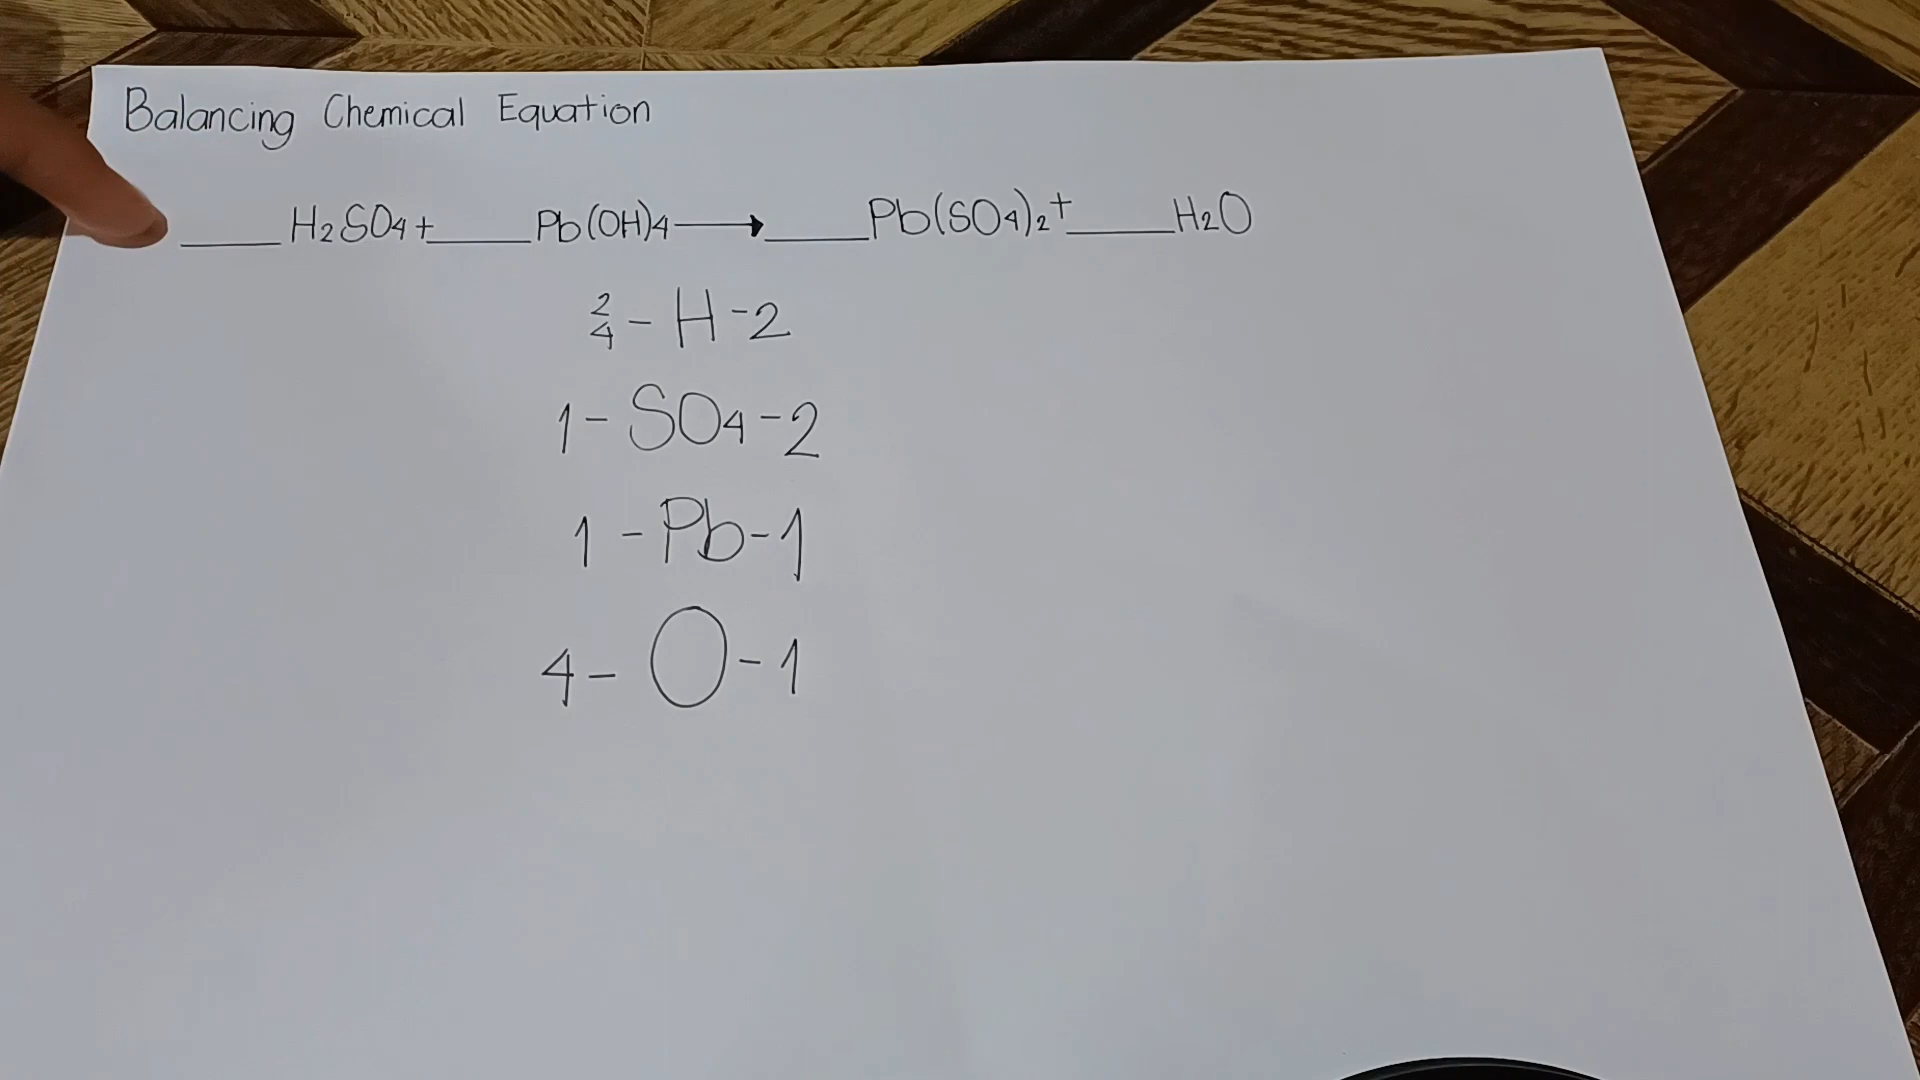 Balancing Chemical Equation
____ H2SO4 + ____ Pb(OH)4 ⟶ ____ Pb(SO4)2 + ____ H2O
2
4 - H - 2
1 - SO4 - 2
1 - Pb - 1
4 - O - 1